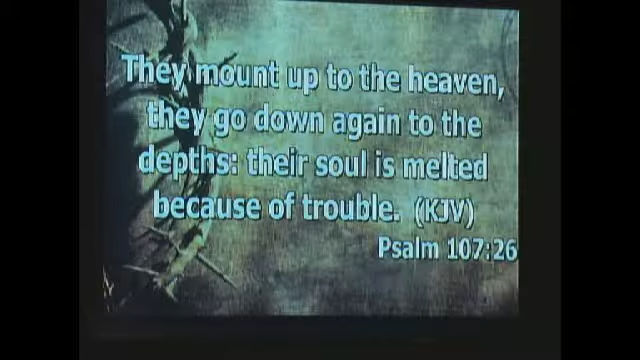 They mount up to the heaven,
they go down again to the
depths: their soul is melted
because of trouble. (KJV)
Psalm 107:26